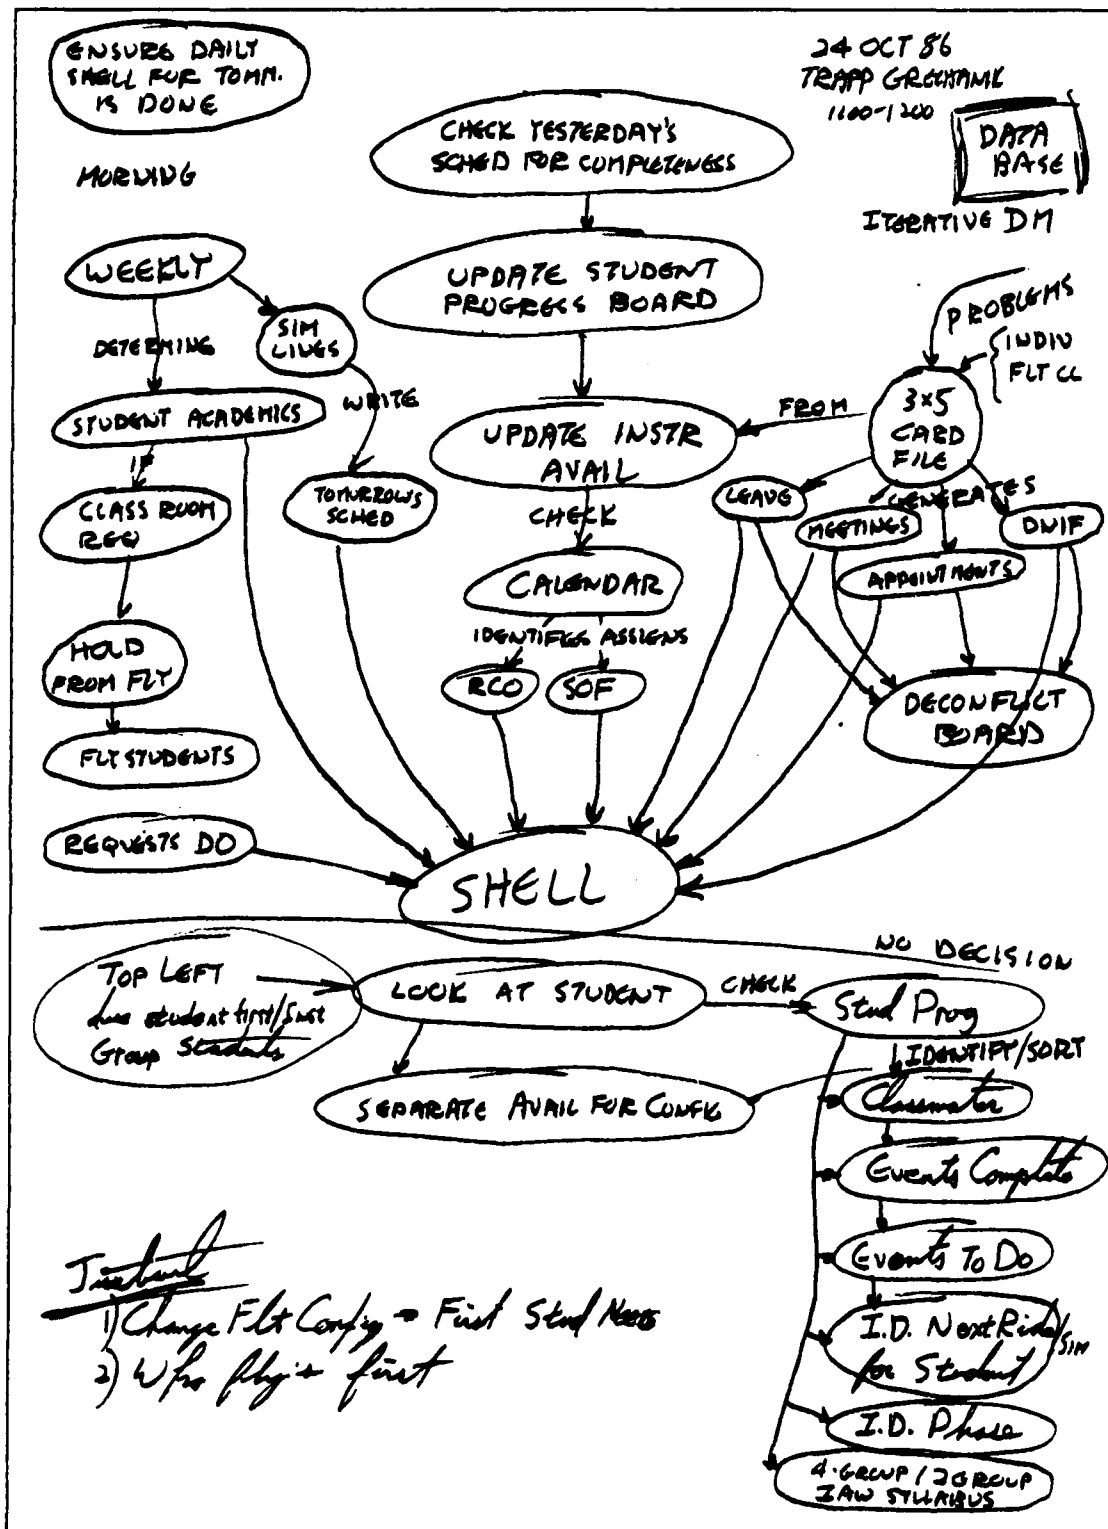 ENSURE DAILY
SHELL FOR TOMM.
IS DONE
24 OCT 86
TRAPP
1100-1200
DATA
BASE
ITERATIVE DM
MORNING
CHECK YESTERDAY'S
SCHED FOR COMPLETENESS
UPDATE STUDENT
PROGRESS BOARD
WEEKLY
SIM
LINES
DETERMINE
STUDENT ACADEMICS
WRITE
IF
CLASS ROOM
REQ
TOMORROWS
SCHED
HOLD
FROM FLY
FLT STUDENTS
REQUESTS DO
UPDATE INSTR
AVAIL
CHECK
CALENDAR
IDENTIFIES ASSIGNS
RCO
SOF
PROBLEMS
INDIV
FLT CC
FROM
3x5
CARD
FILE
GENERATES
LEAVE
MEETINGS
DNIF
APPOINTMENTS
DECONFLICT
BOARD
SHELL
NO DECISION
TOP LEFT
student first/
Group Students
LOOK AT STUDENT
CHECK
Stud Prog
IDENTIFY/SORT
SEPARATE AVAIL FOR CONFIG
Classmates
Events Complete
Events To Do
I.D. Next Ride/SIM
for Student
I.D. Phase
4-GROUP / 2 GROUP
IAW SYLLABUS
1) Change Flt Config First Stud Needs
2) Who flys first